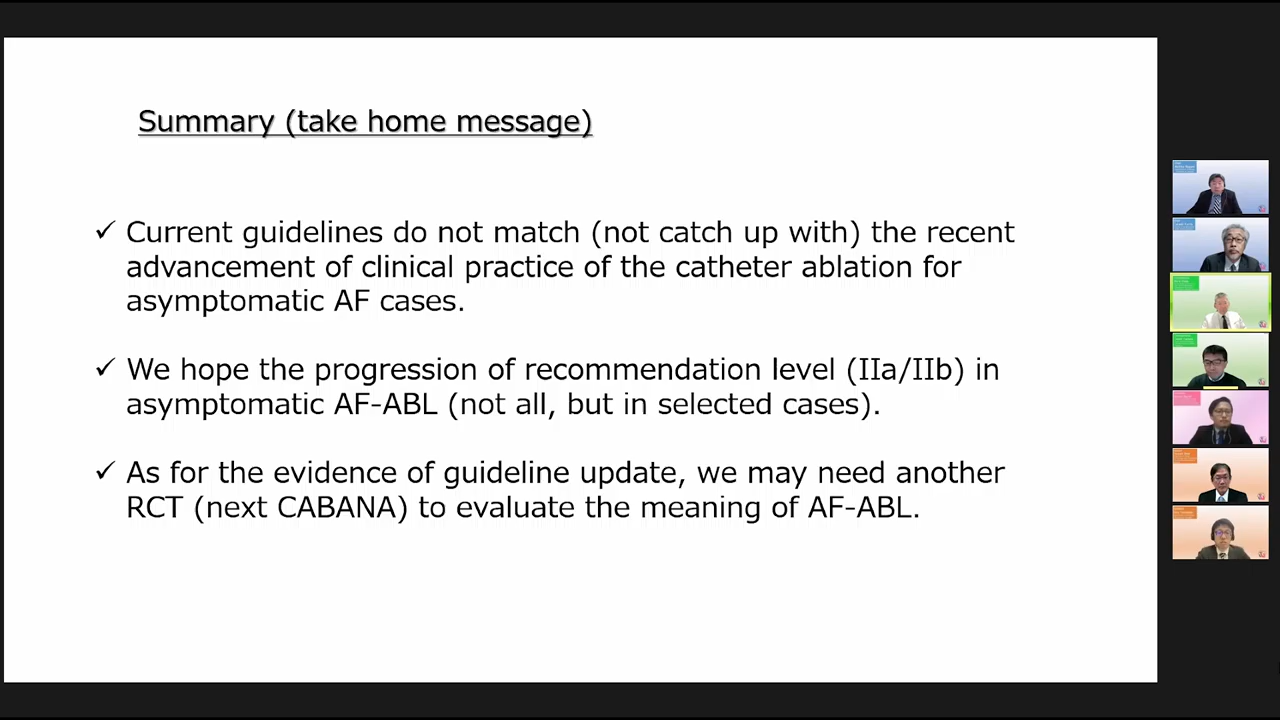 Summary (take home message)
✓ Current guidelines do not match (not catch up with) the recent
advancement of clinical practice of the catheter ablation for
asymptomatic AF cases.
✓ We hope the progression of recommendation level (IIa/IIb) in
asymptomatic AF-ABL (not all, but in selected cases).
✓ As for the evidence of guideline update, we may need another
RCT (next CABANA) to evaluate the meaning of AF-ABL.